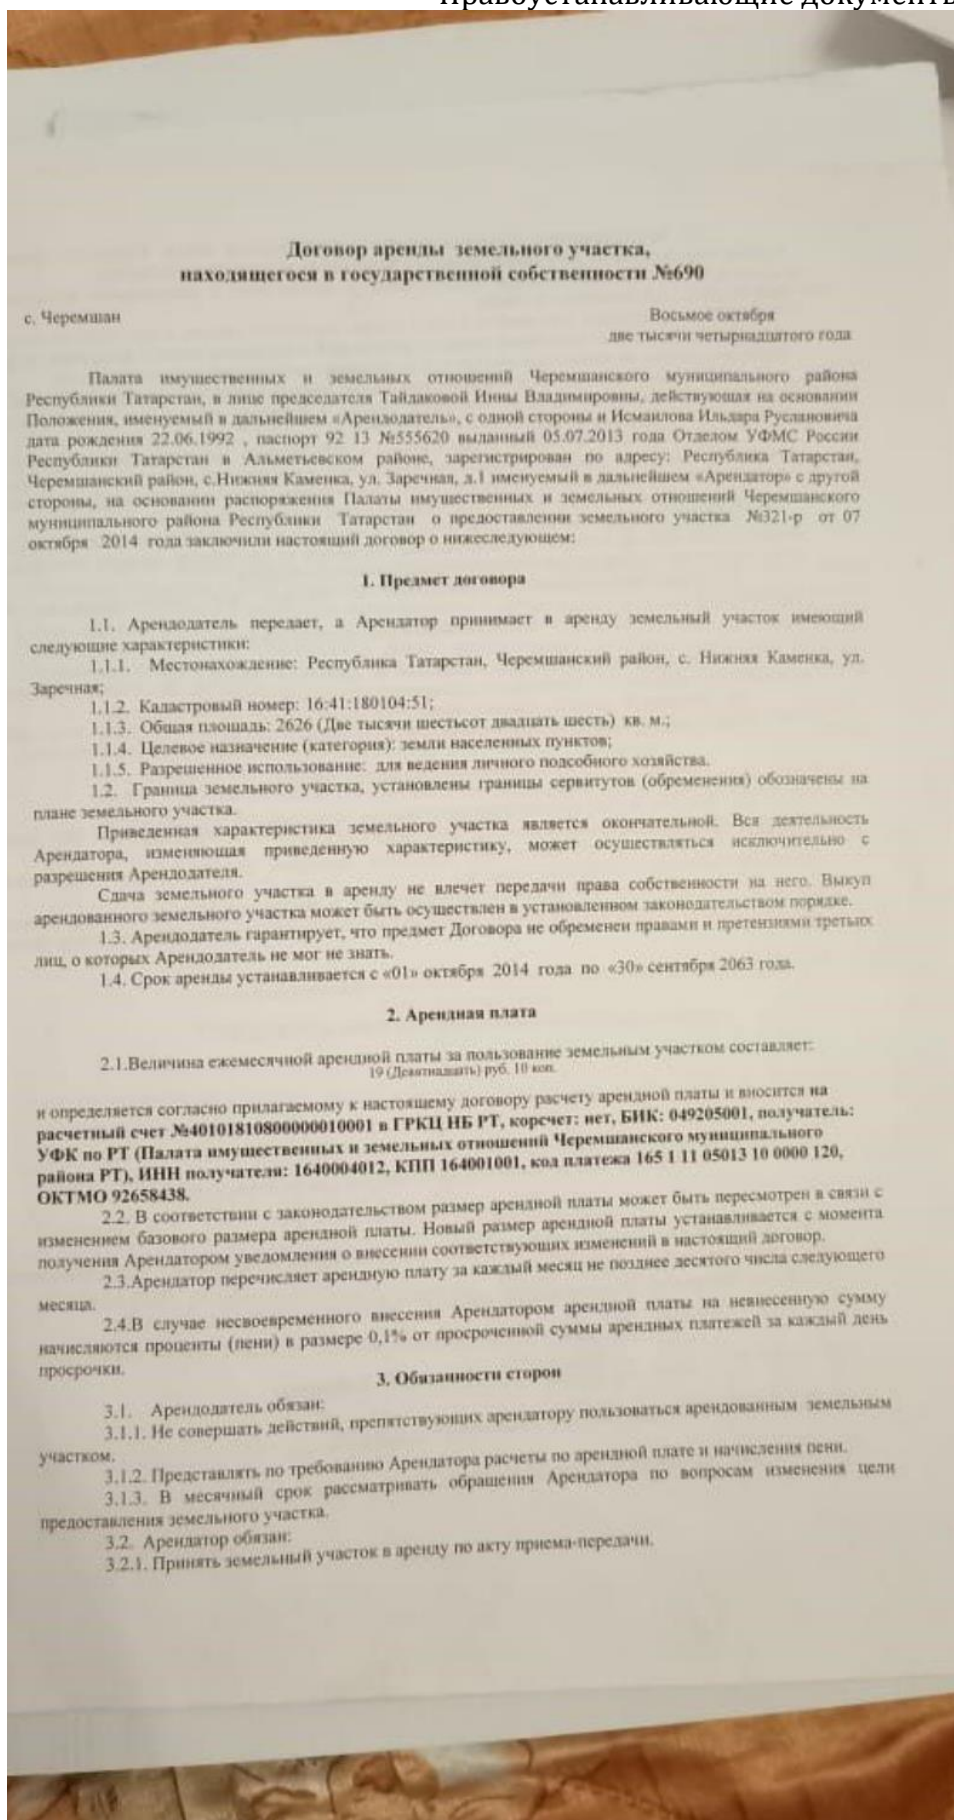 Правоустанавливающие документы
Договор аренды земельного участка,
находящегося в государственной собственности №690
с. Черемшан
Восьмое октября
две тысячи четырнадцатого года
Палата имущественных и земельных отношений Черемшанского муниципального района
Республики Татарстан, в лице председателя Тайлаковой Инны Владимировны, действующая на основании
Положения, именуемый в дальнейшем «Арендодатель», с одной стороны и Исмаилова Ильдара Руслановича
дата рождения 22.06.1992 , паспорт 92 13 №555620 выданный 05.07.2013 года Отделом УФМС России
Республики Татарстан в Альметьевском районе, зарегистрирован по адресу: Республика Татарстан,
Черемшанский район, с.Нижняя Каменка, ул. Заречная, д.1 именуемый в дальнейшем «Арендатор» с другой
стороны, на основании распоряжения Палаты имущественных и земельных отношений Черемшанского
муниципального района Республики Татарстан о предоставлении земельного участка №321-р от 07
октября 2014 года заключили настоящий договор о нижеследующем:
1. Предмет договора
1.1. Арендодатель передает, а Арендатор принимает в аренду земельный участок имеющий
следующие характеристики:
1.1.1. Местонахождение: Республика Татарстан, Черемшанский район, с. Нижняя Каменка, ул.
Заречная;
1.1.2. Кадастровый номер: 16:41:180104:51;
1.1.3. Общая площадь: 2626 (Две тысячи шестьсот двадцать шесть) кв. м.;
1.1.4. Целевое назначение (категория): земли населенных пунктов;
1.1.5. Разрешенное использование: для ведения личного подсобного хозяйства.
1.2. Граница земельного участка, установлены границы сервитутов (обременения) обозначены на
плане земельного участка.
Приведенная характеристика земельного участка является окончательной. Вся деятельность
Арендатора, изменяющая приведенную характеристику, может осуществляться исключительно с
разрешения Арендодателя.
Сдача земельного участка в аренду не влечет передачи права собственности на него. Выкуп
арендованного земельного участка может быть осуществлен в установленном законодательством порядке.
1.3. Арендодатель гарантирует, что предмет Договора не обременен правами и претензиями третьих
лиц, о которых Арендодатель не мог не знать.
1.4. Срок аренды устанавливается с «01» октября 2014 года по «30» сентября 2063 года.
2. Арендная плата
2.1.Величина ежемесячной арендной платы за пользование земельным участком составляет:
19 (Девятнадцать) руб. 10 коп.
и определяется согласно прилагаемому к настоящему договору расчету арендной платы и вносится на
расчетный счет №40101810800000010001 в ГРКЦ НБ РТ, корсчет: нет, БИК: 049205001, получатель:
УФК по РТ (Палата имущественных и земельных отношений Черемшанского муниципального
района РТ), ИНН получателя: 1640004012, КПП 164001001, код платежа 165 1 11 05013 10 0000 120,
ОКТМО 92658438.
2.2. В соответствии с законодательством размер арендной платы может быть пересмотрен в связи с
изменением базового размера арендной платы. Новый размер арендной платы устанавливается с момента
получения Арендатором уведомления о внесении соответствующих изменений в настоящий договор.
2.3.Арендатор перечисляет арендную плату за каждый месяц не позднее десятого числа следующего
месяца.
2.4.В случае несвоевременного внесения Арендатором арендной платы на невнесенную сумму
начисляются проценты (пени) в размере 0,1% от просроченной суммы арендных платежей за каждый день
просрочки.
3. Обязанности сторон
3.1. Арендодатель обязан:
3.1.1. Не совершать действий, препятствующих арендатору пользоваться арендованным земельным
участком.
3.1.2. Представлять по требованию Арендатора расчеты по арендной плате и начисления пени.
3.1.3. В месячный срок рассматривать обращения Арендатора по вопросам изменения цели
предоставления земельного участка.
3.2. Арендатор обязан:
3.2.1. Принять земельный участок в аренду по акту приема-передачи.